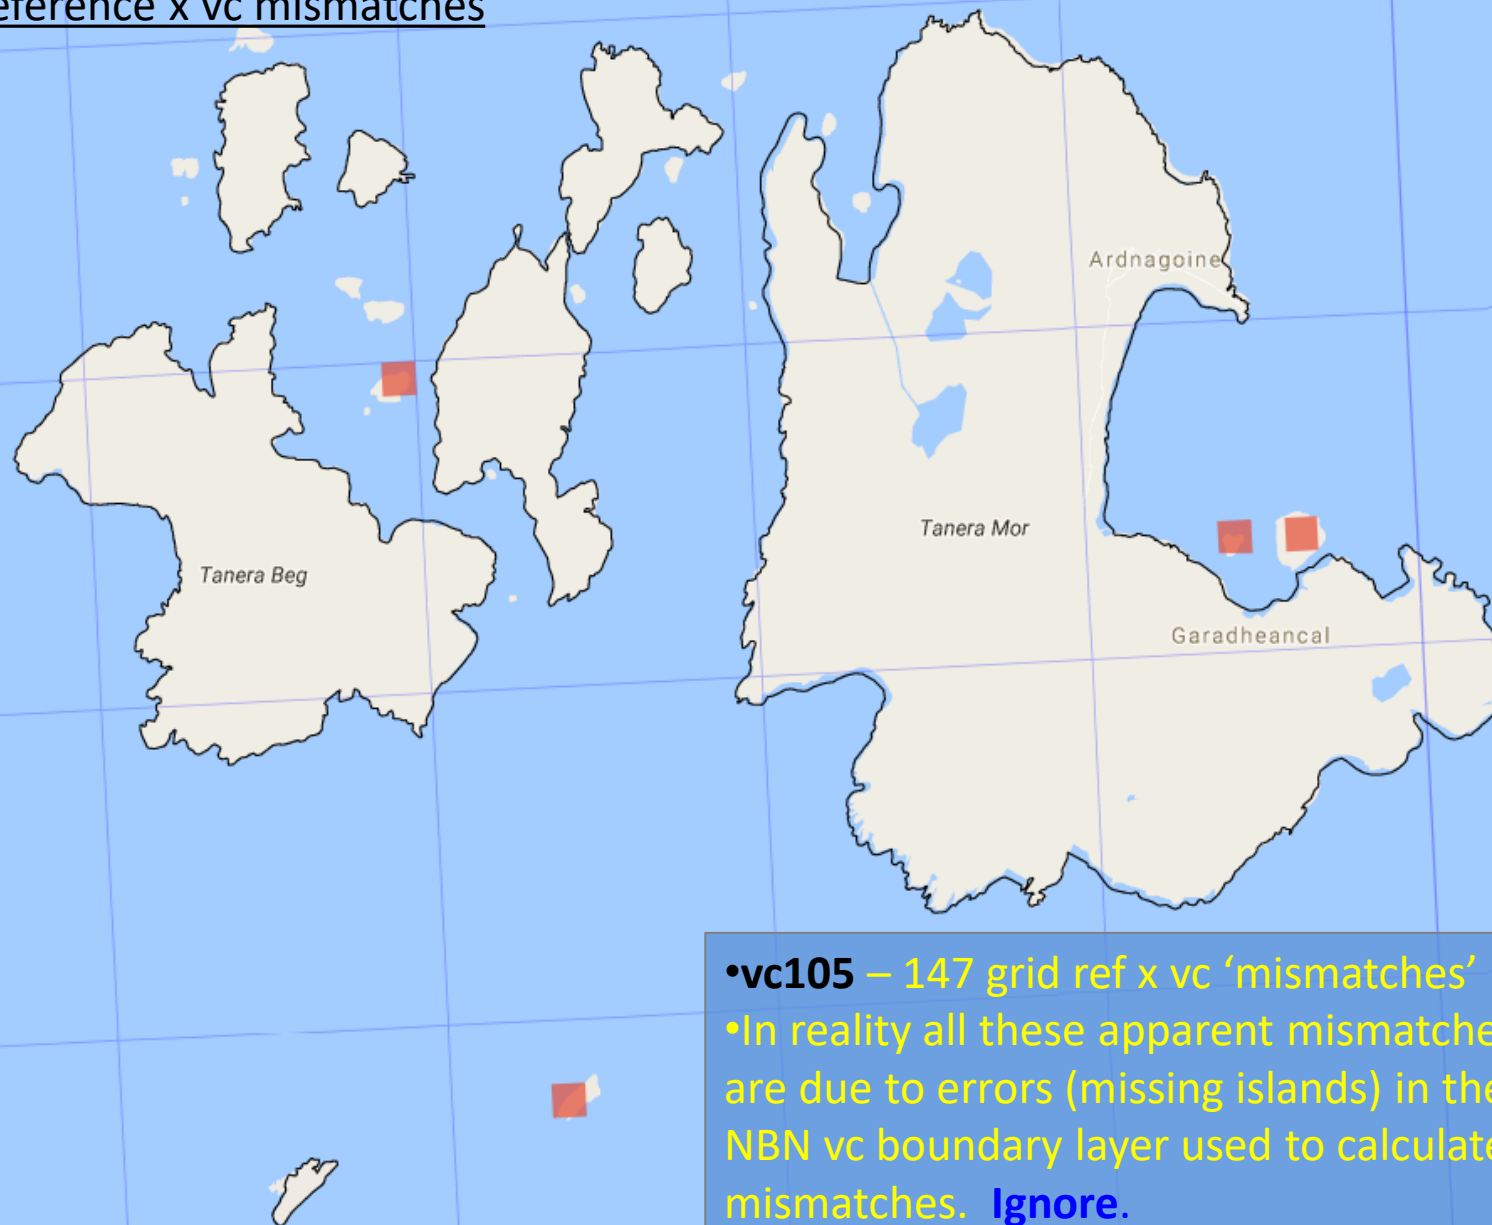 eference x vc mismatches
Ardnagoine
Tanera Mor
Tanera Beg
Garadheancal
•vc105 – 147 grid ref x vc ‘mismatches’
•In reality all these apparent mismatche
are due to errors (missing islands) in the
NBN vc boundary layer used to calculate
mismatches. Ignore.